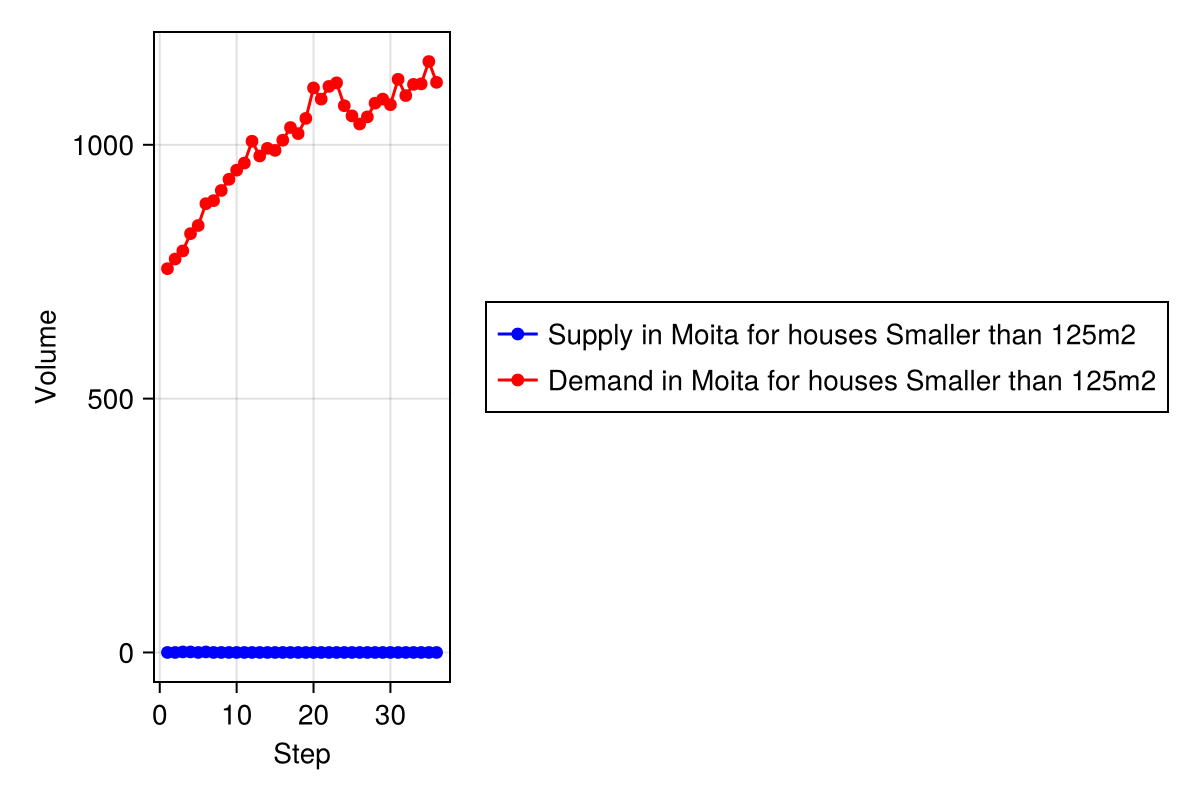 1000
500
0
Volume
0 10 20 30
Step
Supply in Moita for houses Smaller than 125m2
Demand in Moita for houses Smaller than 125m2